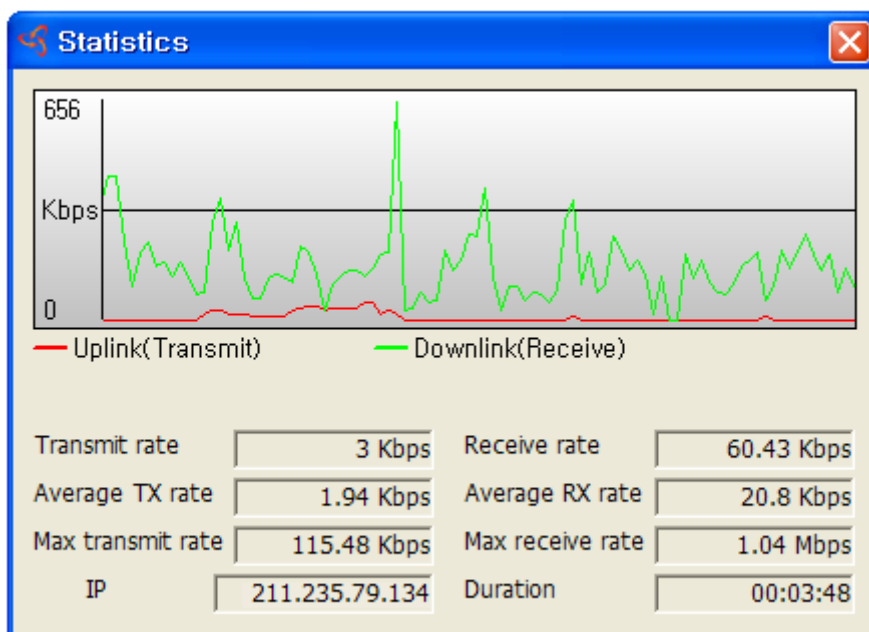 Statistics
656
Kbps
0
Uplink(Transmit) Downlink(Receive)
Transmit rate 3 Kbps Receive rate 60.43 Kbps
Average TX rate 1.94 Kbps Average RX rate 20.8 Kbps
Max transmit rate 115.48 Kbps Max receive rate 1.04 Mbps
IP 211.235.79.134 Duration 00:03:48